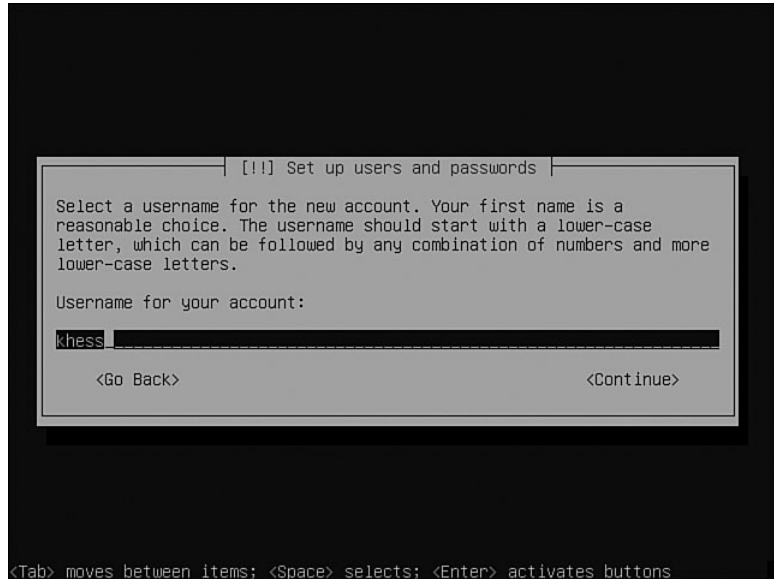 [!!] Set up users and passwords
Select a username for the new account. Your first name is a
reasonable choice. The username should start with a lower-case
letter, which can be followed by any combination of numbers and more
lower-case letters.
Username for your account:
khess
<Go Back> <Continue>
<Tab> moves between items; <Space> selects; <Enter> activates buttons